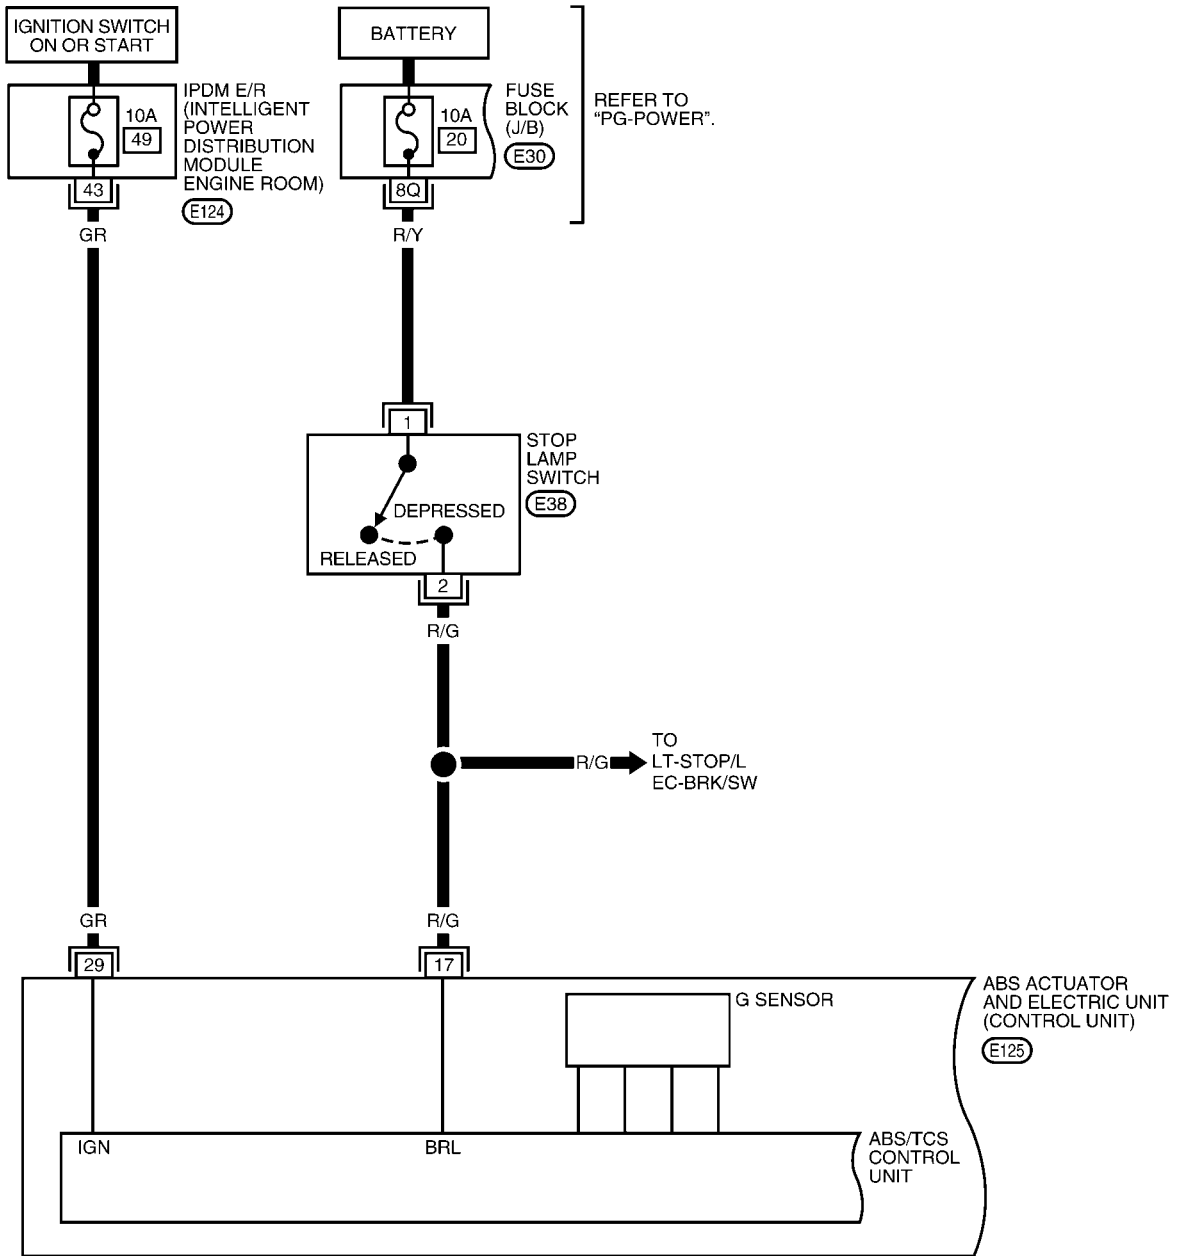 IGNITION SWITCH
ON OR START
BATTERY
10A
49
IPDM E/R
(INTELLIGENT
POWER
DISTRIBUTION
MODULE
ENGINE ROOM)
E124
10A
20
FUSE
BLOCK
(J/B)
E30
REFER TO
"PG-POWER".
43
8Q
GR
R/Y
1
STOP
LAMP
SWITCH
E38
DEPRESSED
RELEASED
2
R/G
R/G
TO
LT-STOP/L
EC-BRK/SW
GR
R/G
29
17
G SENSOR
ABS ACTUATOR
AND ELECTRIC UNIT
(CONTROL UNIT)
E125
IGN
BRL
ABS/TCS
CONTROL
UNIT